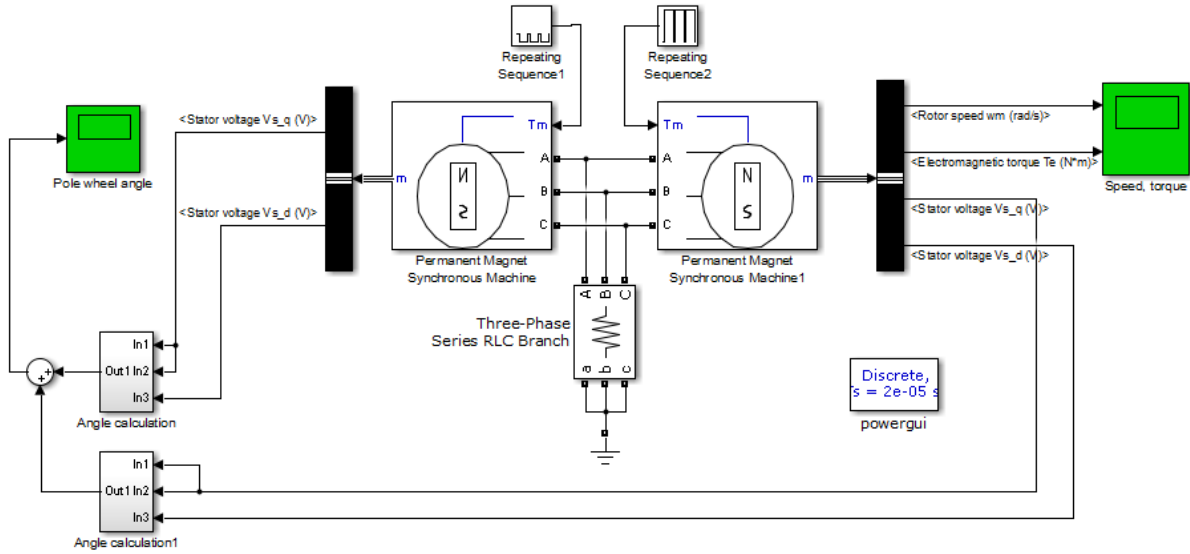 Repeating
Sequence1
Repeating
Sequence2
<Stator voltage Vs_q (V)>
Tm
Tm
<Rotor speed wm (rad/s)>
A
A
<Electromagnetic torque Te (N*m)>
Pole wheel angle
m
N
S
B
B
N
S
m
Speed, torque
<Stator voltage Vs_d (V)>
C
C
<Stator voltage Vs_q (V)>
<Stator voltage Vs_d (V)>
Permanent Magnet
Synchronous Machine
Permanent Magnet
Synchronous Machine1
A B C
Three-Phase
Series RLC Branch
a b c
In1
Out1 In2
In3
Angle calculation
Discrete,
s = 2e-05 s
powergui
In1
Out1 In2
In3
Angle calculation1
+
+